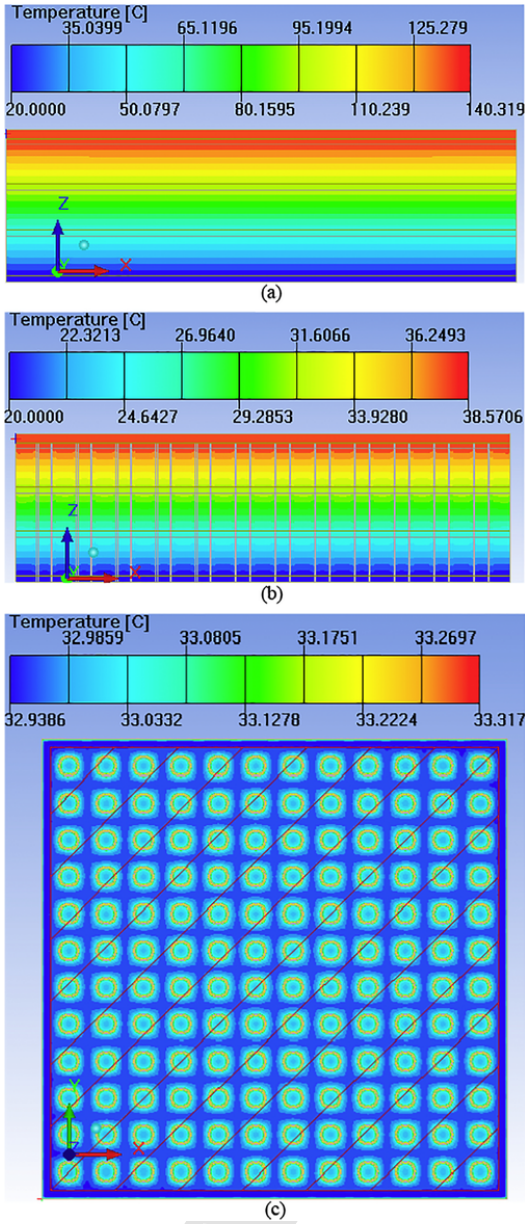 Temperature [C]
35.0399 65.1196 95.1994 125.279
20.0000 50.0797 80.1595 110.239 140.319
Z
Y X
(a)
Temperature [C]
22.3213 26.9640 31.6066 36.2493
20.0000 24.6427 29.2853 33.9280 38.5706
Z
Y X
(b)
Temperature [C]
32.9859 33.0805 33.1751 33.2697
32.9386 33.0332 33.1278 33.2224 33.317
Y
Z X
(c)